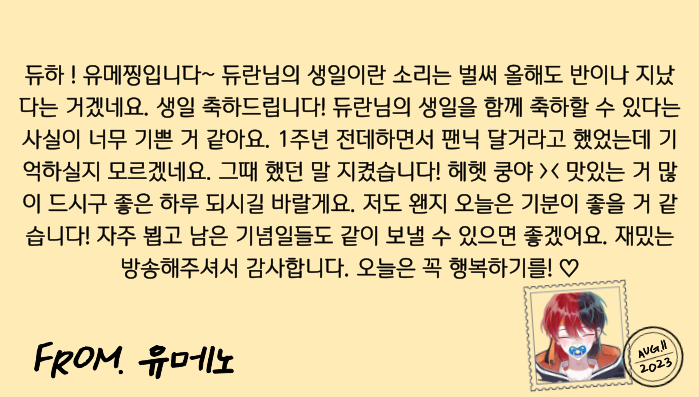 듀하 ! 유메찡입니다~ 듀란님의 생일이란 소리는 벌써 올해도 반이나 지났
다는 거겠네요. 생일 축하드립니다! 듀란님의 생일을 함께 축하할 수 있다는
사실이 너무 기쁜 거 같아요. 1주년 전데하면서 팬닉 달거라고 했었는데 기
억하실지 모르겠네요. 그때 했던 말 지켰습니다! 헤헷 쿵야 >< 맛있는 거 많
이 드시구 좋은 하루 되시길 바랄게요. 저도 왠지 오늘은 기분이 좋을 거 같
습니다! 자주 뵙고 남은 기념일들도 같이 보낼 수 있으면 좋겠어요. 재밌는
방송해주셔서 감사합니다. 오늘은 꼭 행복하기를! ♡
FROM. 유메노
AUG.11
2023